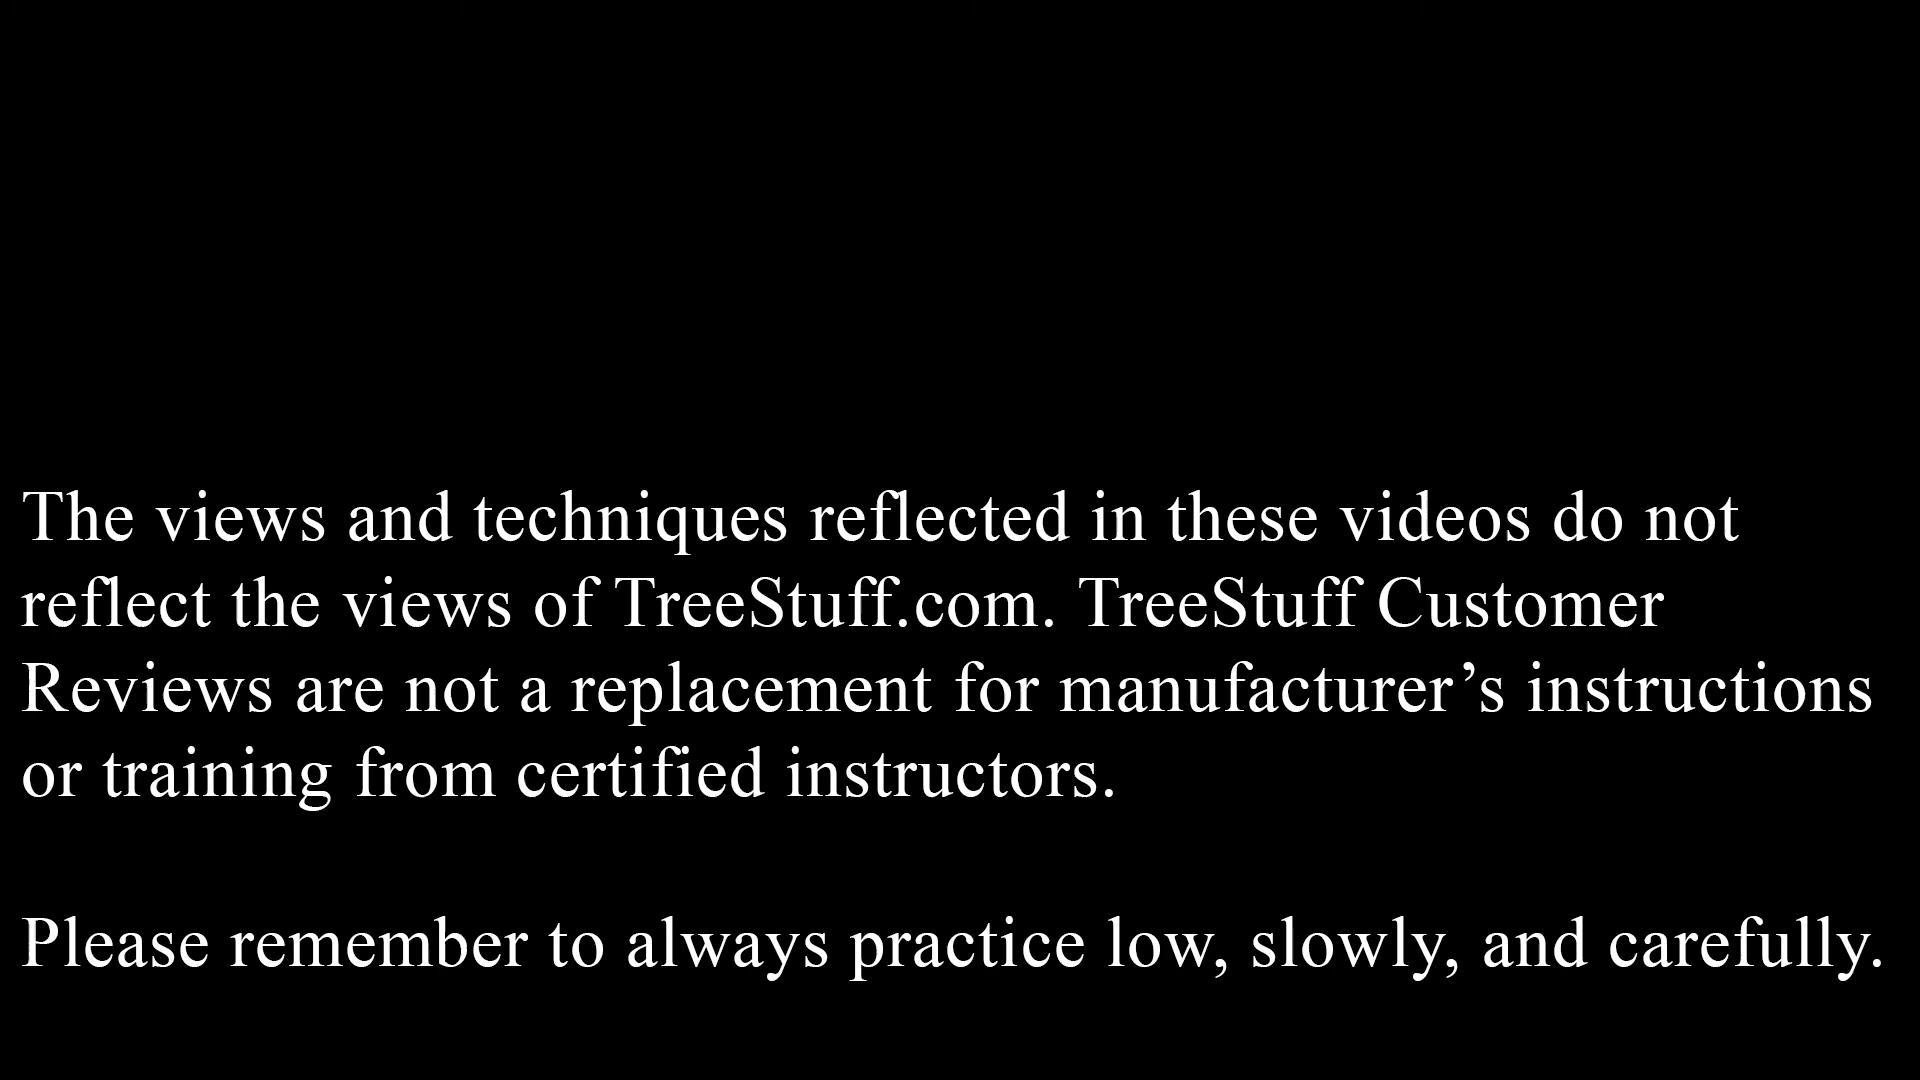 The views and techniques reflected in these videos do not
reflect the views of TreeStuff.com. TreeStuff Customer
Reviews are not a replacement for manufacturer’s instructions
or training from certified instructors.
Please remember to always practice low, slowly, and carefully.